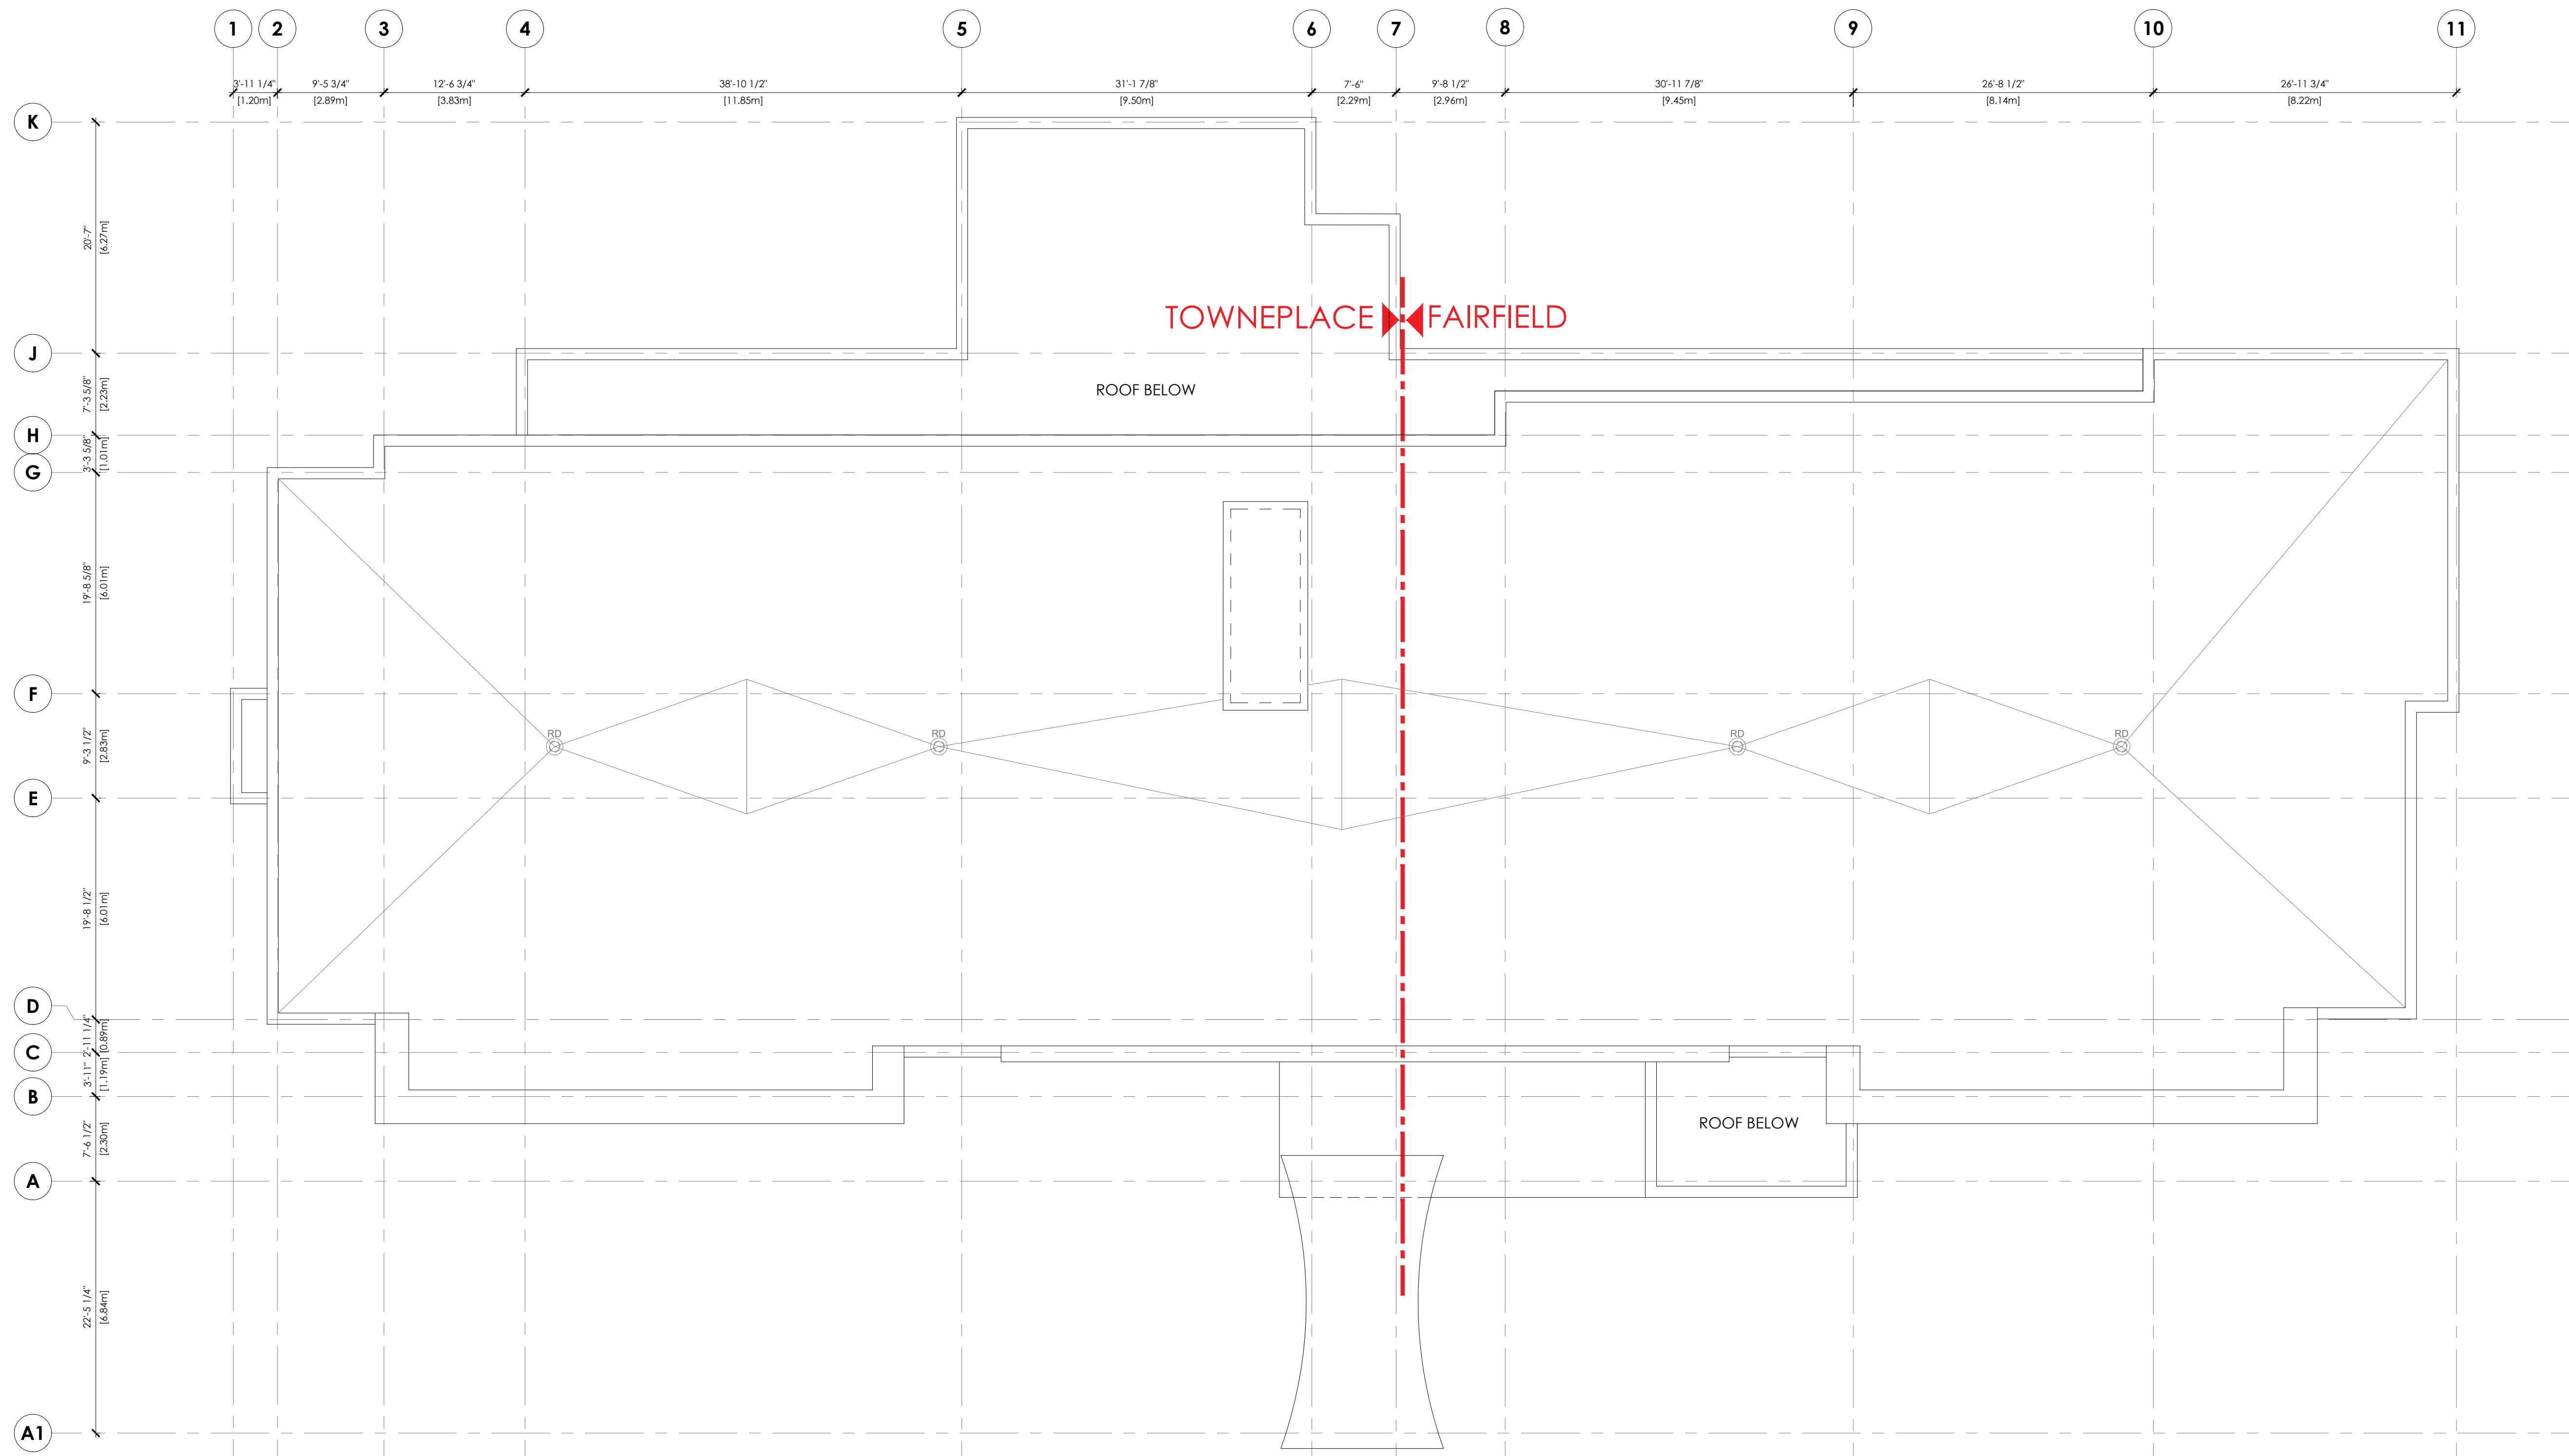 1 2 3 4 5 6 7 8 9 10 11
3'-11 1/4" 9'-5 3/4" 12'-6 3/4" 38'-10 1/2" 31'-1 7/8" 7'-6" 9'-8 1/2" 30'-11 7/8" 26'-8 1/2" 26'-11 3/4"
[1.20m] [2.89m] [3.83m] [11.85m] [9.50m] [2.29m] [2.96m] [9.45m] [8.14m] [8.22m]
K
20'-7"
[6.27m]
TOWNEPLACE FAIRFIELD
J
7'-3 5/8"
[2.23m]
ROOF BELOW
H
3'-3 5/8"
[1.01m]
G
19'-8 5/8"
[6.01m]
F
9'-3 1/2"
[2.83m]
RD RD RD RD
E
19'-8 1/2"
[6.01m]
D
2'-11 1/4"
[0.89m]
C
3'-11"
[1.19m]
B
7'-6 1/2"
[2.30m]
ROOF BELOW
A
22'-5 1/4"
[6.84m]
A1